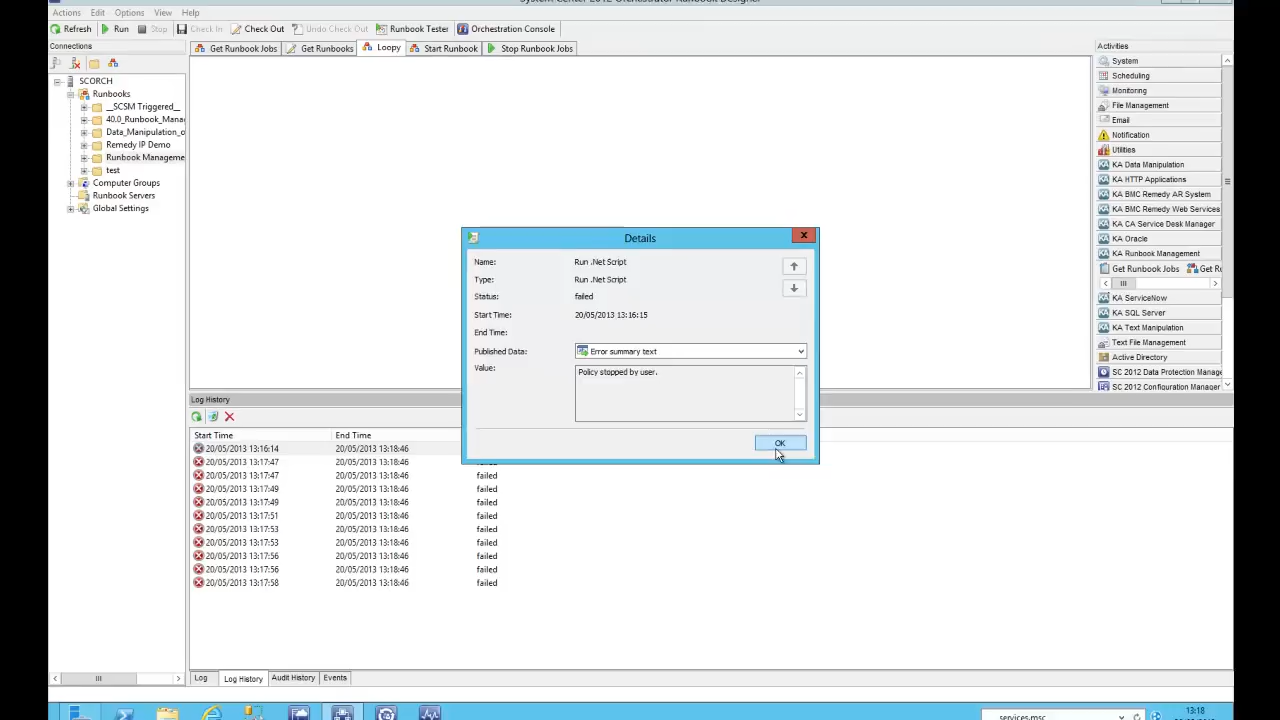 System Center 2012 Orchestrator Runbook Designer
Actions Edit Options View Help
Refresh Run Stop Check In Check Out Undo Check Out Runbook Tester Orchestration Console
Connections
SCORCH
Runbooks
__SCSM Triggered__
40.0_Runbook_Mana
Data_Manipulation_o
Remedy IP Demo
Runbook Manageme
test
Computer Groups
Runbook Servers
Global Settings
Get Runbook Jobs Get Runbooks Loopy Start Runbook Stop Runbook Jobs
Details
Name: Run .Net Script
Type: Run .Net Script
Status: failed
Start Time: 20/05/2013 13:16:15
End Time:
Published Data: Error summary text
Value: Policy stopped by user.
OK
Activities
System
Scheduling
Monitoring
File Management
Email
Notification
Utilities
KA Data Manipulation
KA HTTP Applications
KA BMC Remedy AR System
KA BMC Remedy Web Services
KA CA Service Desk Manager
KA Oracle
KA Runbook Management
Get Runbook Jobs Get Ru
KA ServiceNow
KA SQL Server
KA Text Manipulation
Text File Management
Active Directory
SC 2012 Data Protection Manage
SC 2012 Configuration Manager
Log History
Start Time End Time
20/05/2013 13:16:14 20/05/2013 13:18:46
20/05/2013 13:17:47 20/05/2013 13:18:46 failed
20/05/2013 13:17:47 20/05/2013 13:18:46 failed
20/05/2013 13:17:49 20/05/2013 13:18:46 failed
20/05/2013 13:17:49 20/05/2013 13:18:46 failed
20/05/2013 13:17:51 20/05/2013 13:18:46 failed
20/05/2013 13:17:53 20/05/2013 13:18:46 failed
20/05/2013 13:17:53 20/05/2013 13:18:46 failed
20/05/2013 13:17:56 20/05/2013 13:18:46 failed
20/05/2013 13:17:56 20/05/2013 13:18:46 failed
20/05/2013 13:17:58 20/05/2013 13:18:46 failed
Log Log History Audit History Events
services.msc
13:18